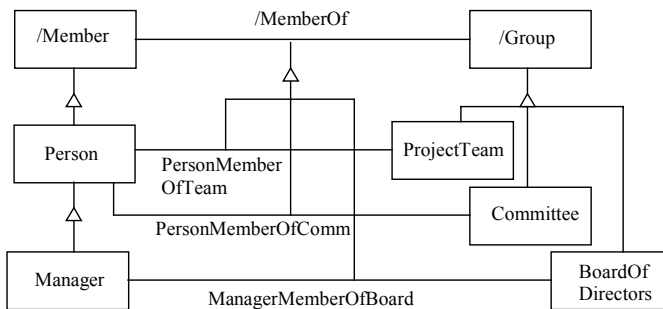 /MemberOf
/Member
/Group
Person
ProjectTeam
PersonMember
OfTeam
Committee
PersonMemberOfComm
Manager
BoardOf
Directors
ManagerMemberOfBoard